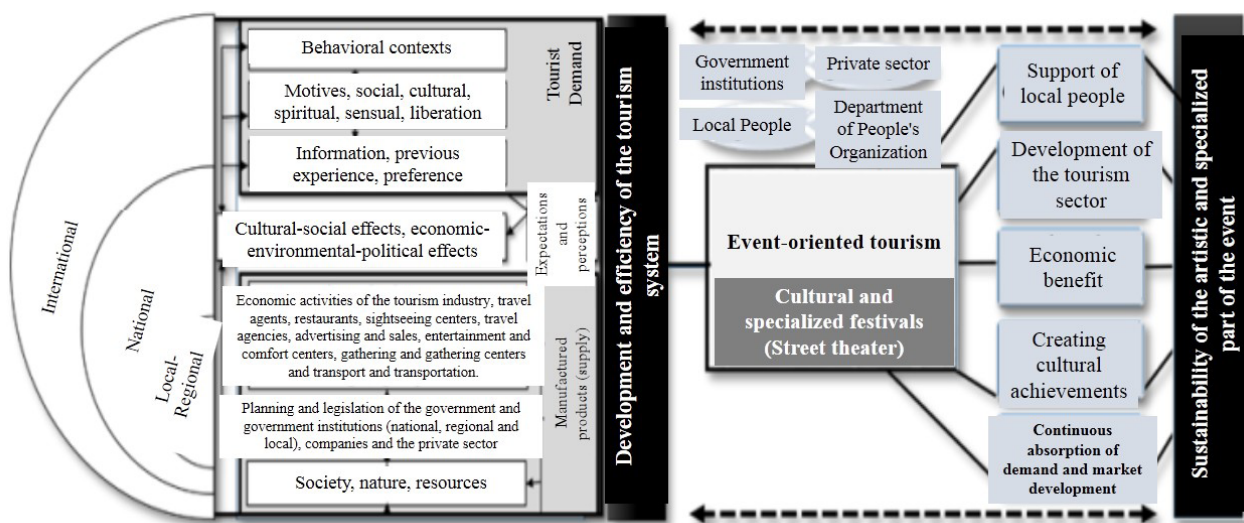 International
National
Local-
Regional
Behavioral contexts
Motives, social, cultural,
spiritual, sensual, liberation
Information, previous
experience, preference
Tourist
Demand
Cultural-social effects, economic-
environmental-political effects
Expectations
and
perceptions
Economic activities of the tourism industry, travel
agents, restaurants, sightseeing centers, travel
agencies, advertising and sales, entertainment and
comfort centers, gathering and gathering centers
and transport and transportation.
Planning and legislation of the government and
government institutions (national, regional and
local), companies and the private sector
Society, nature, resources
Manufactured
products (supply)
Development and efficiency of the tourism
system
Government
institutions
Private sector
Local People
Department
of People's
Organization
Event-oriented tourism
Cultural and
specialized festivals
(Street theater)
Support of
local people
Development of
the tourism
sector
Economic
benefit
Creating
cultural
achievements
Continuous
absorption of
demand and market
development
Sustainability of the artistic and specialized
part of the event